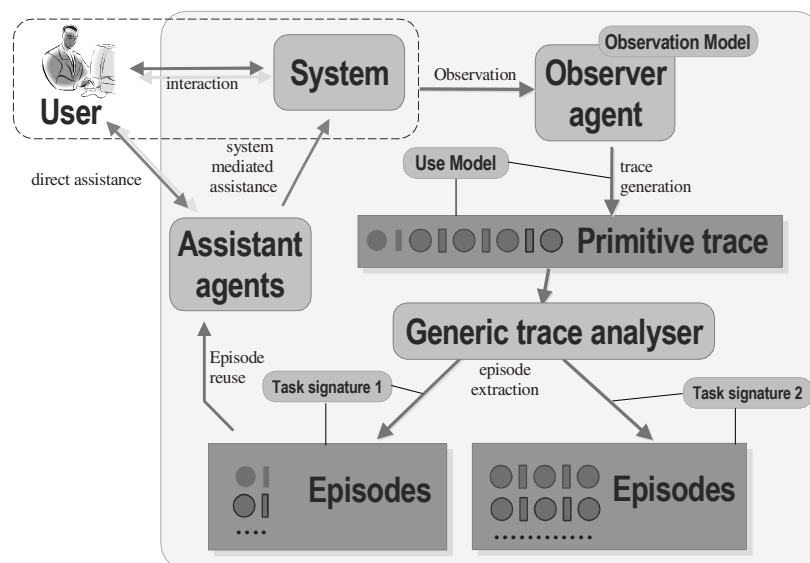 User
interaction
System
Observation
Observation Model
Observer
agent
direct assistance
system
mediated
assistance
Use Model
trace
generation
Primitive trace
Assistant
agents
Generic trace analyser
Episode
reuse
Task signature 1
episode
extraction
Task signature 2
Episodes
Episodes